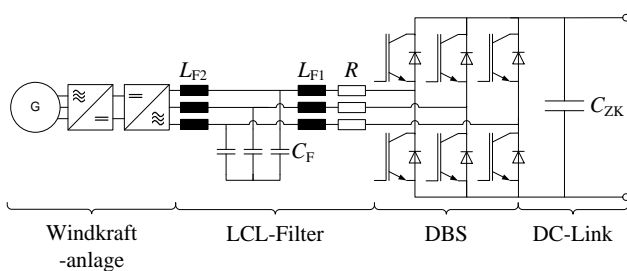 L_F2
L_F1
R
G
C_F
C_ZK
Windkraft
-anlage
LCL-Filter
DBS
DC-Link